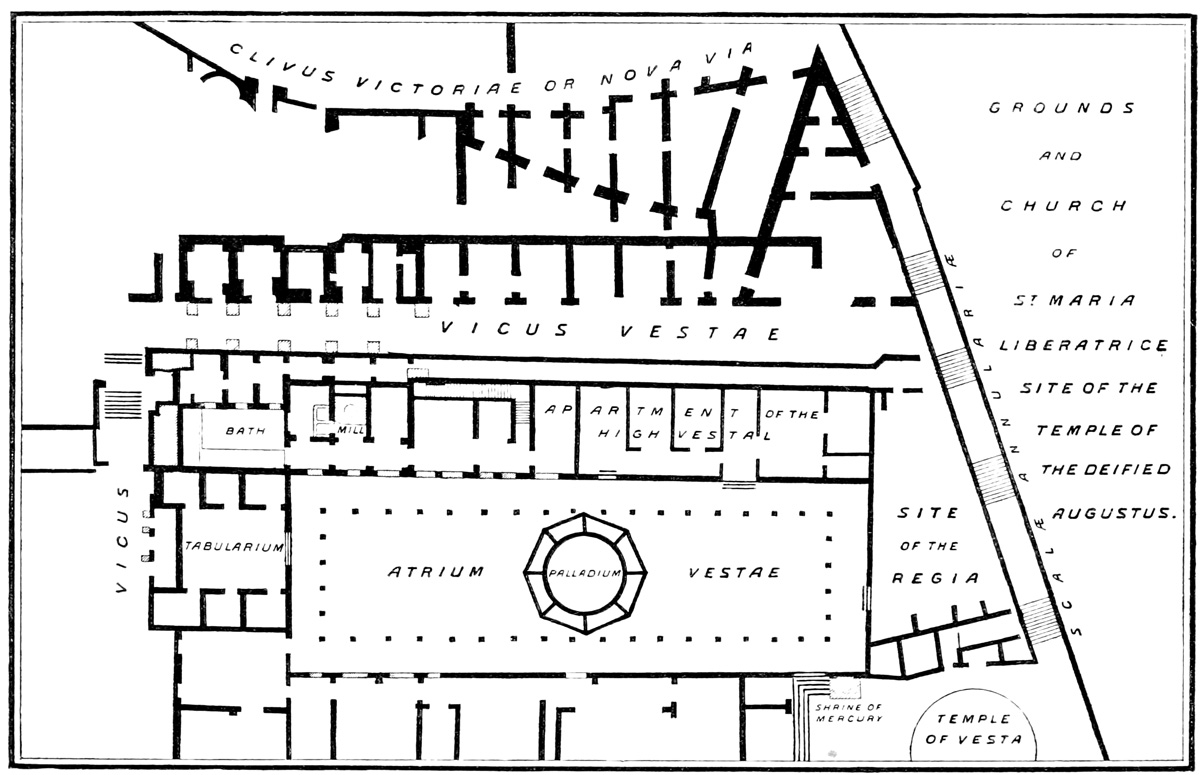 CLIVUS VICTORIAE OR NOVA VIA
GROUNDS
AND
CHURCH
OF
ST MARIA
LIBERATRICE
SITE OF THE
TEMPLE OF
THE DEIFIED
AUGUSTUS.
SCALÆ ANNULARIÆ
VICUS VESTAE
APARTMENT OF THE
HIGH VESTAL
BATH
MILL
VICUS
TABULARIUM
ATRIUM
PALLADIUM
VESTAE
SITE
OF THE
REGIA
SHRINE OF
MERCURY
TEMPLE
OF VESTA